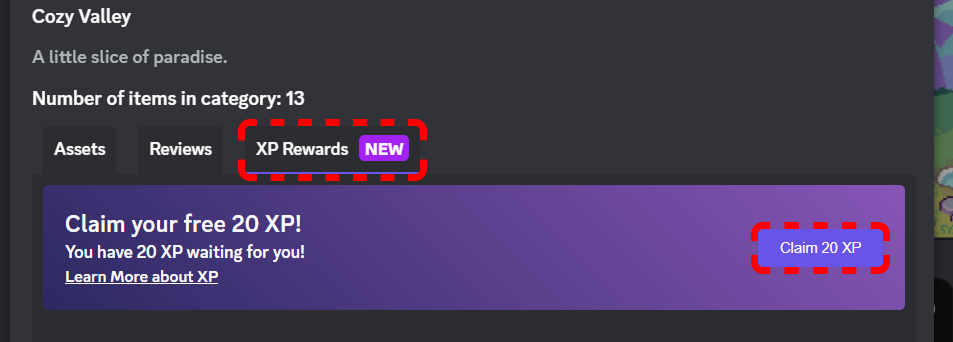 Cozy Valley
A little slice of paradise.
Number of items in category: 13
Assets
Reviews
XP Rewards NEW
Claim your free 20 XP!
You have 20 XP waiting for you!
Learn More about XP
Claim 20 XP